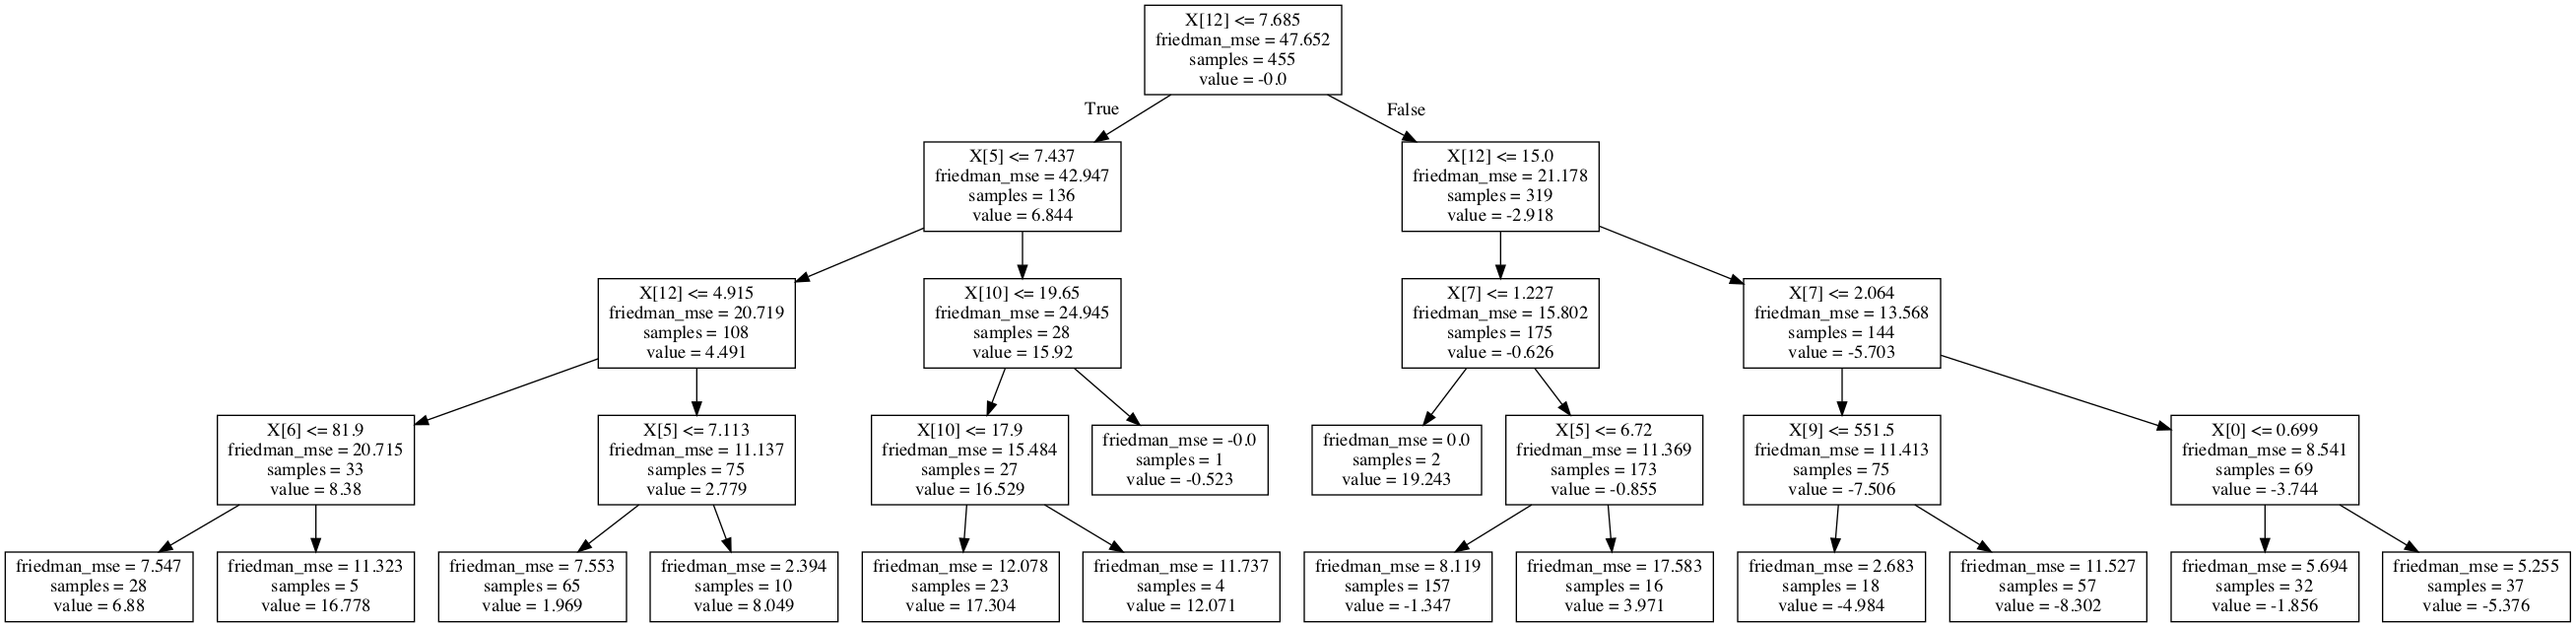 X[12] <= 7.685
friedman_mse = 47.652
samples = 455
value = -0.0
True
False
X[5] <= 7.437
friedman_mse = 42.947
samples = 136
value = 6.844
X[12] <= 15.0
friedman_mse = 21.178
samples = 319
value = -2.918
X[12] <= 4.915
friedman_mse = 20.719
samples = 108
value = 4.491
X[10] <= 19.65
friedman_mse = 24.945
samples = 28
value = 15.92
X[7] <= 1.227
friedman_mse = 15.802
samples = 175
value = -0.626
X[7] <= 2.064
friedman_mse = 13.568
samples = 144
value = -5.703
X[6] <= 81.9
friedman_mse = 20.715
samples = 33
value = 8.38
X[5] <= 7.113
friedman_mse = 11.137
samples = 75
value = 2.779
X[10] <= 17.9
friedman_mse = 15.484
samples = 27
value = 16.529
friedman_mse = -0.0
samples = 1
value = -0.523
friedman_mse = 0.0
samples = 2
value = 19.243
X[5] <= 6.72
friedman_mse = 11.369
samples = 173
value = -0.855
X[9] <= 551.5
friedman_mse = 11.413
samples = 75
value = -7.506
X[0] <= 0.699
friedman_mse = 8.541
samples = 69
value = -3.744
friedman_mse = 7.547
samples = 28
value = 6.88
friedman_mse = 11.323
samples = 5
value = 16.778
friedman_mse = 7.553
samples = 65
value = 1.969
friedman_mse = 2.394
samples = 10
value = 8.049
friedman_mse = 12.078
samples = 23
value = 17.304
friedman_mse = 11.737
samples = 4
value = 12.071
friedman_mse = 8.119
samples = 157
value = -1.347
friedman_mse = 17.583
samples = 16
value = 3.971
friedman_mse = 2.683
samples = 18
value = -4.984
friedman_mse = 11.527
samples = 57
value = -8.302
friedman_mse = 5.694
samples = 32
value = -1.856
friedman_mse = 5.255
samples = 37
value = -5.376